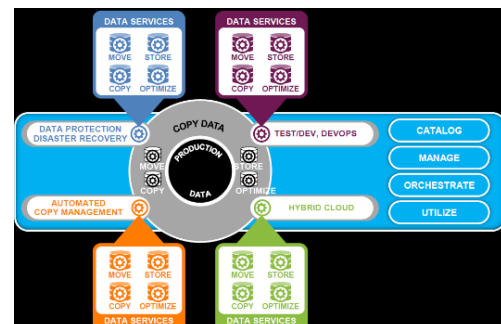 DATA SERVICES
MOVE STORE
COPY OPTIMIZE
DATA SERVICES
MOVE STORE
COPY OPTIMIZE
DATA PROTECTION
DISASTER RECOVERY
COPY DATA
PRODUCTION
DATA
MOVE
STORE
COPY
OPTIMIZE
TEST/DEV, DEVOPS
AUTOMATED
COPY MANAGEMENT
HYBRID CLOUD
CATALOG
MANAGE
ORCHESTRATE
UTILIZE
MOVE STORE
COPY OPTIMIZE
DATA SERVICES
MOVE STORE
COPY OPTIMIZE
DATA SERVICES